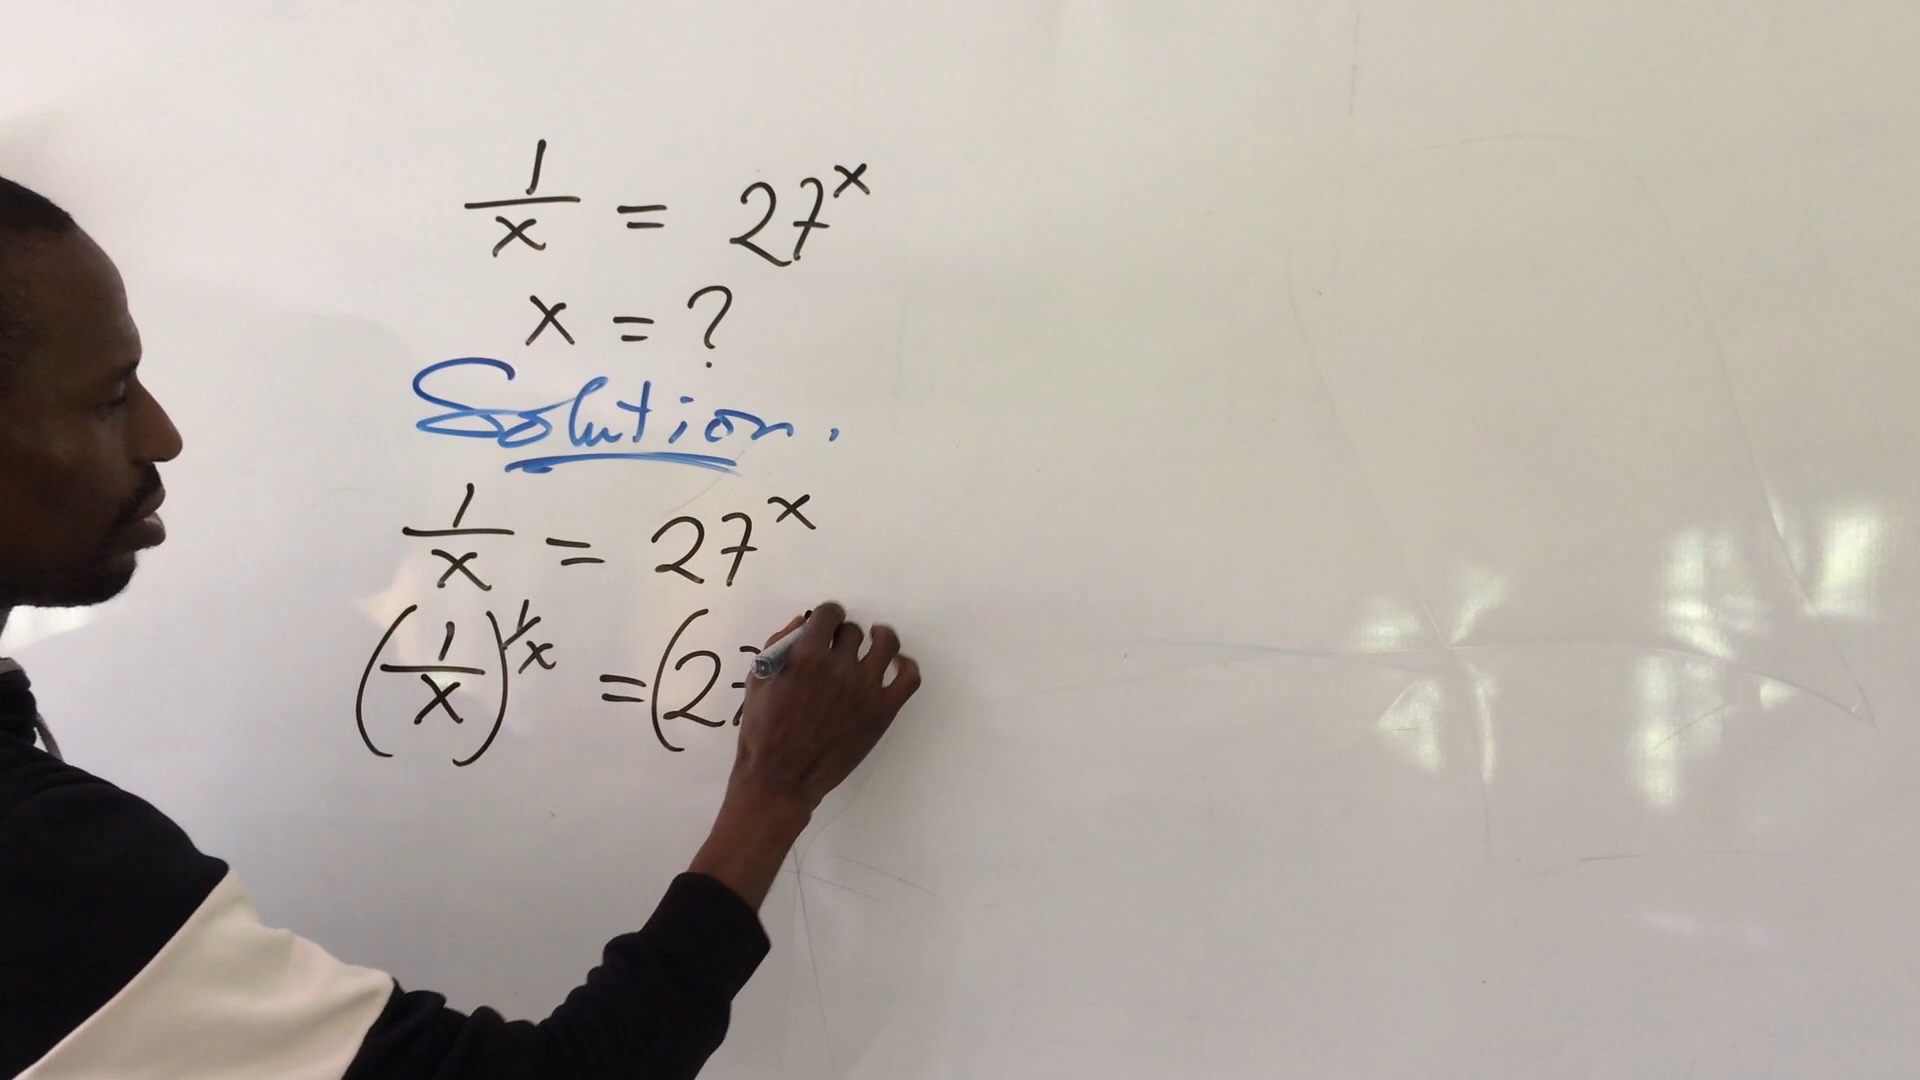 1/x = 27^x
x = ?
Solution.
1/x = 27^x
(1/x)^1/x = (27